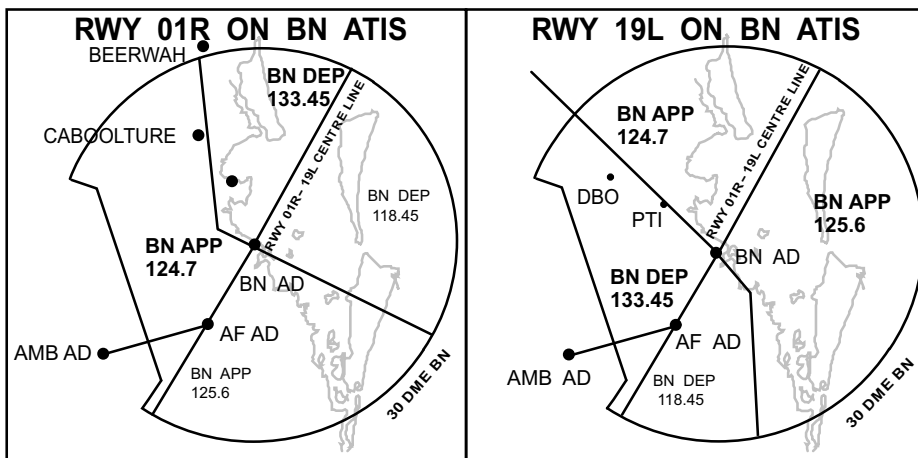 RWY 01R ON BN ATIS
BEERWAH
BN DEP
133.45
CABOOLTURE
RWY 01R– 19L CENTRE LINE
BN DEP
118.45
BN APP
124.7
BN AD
AF AD
AMB AD
BN APP
125.6
30 DME BN
RWY 19L ON BN ATIS
BN APP
124.7
RWY 01R– 19L CENTRE LINE
DBO
PTI
BN APP
125.6
BN AD
BN DEP
133.45
AF AD
AMB AD
BN DEP
118.45
30 DME BN